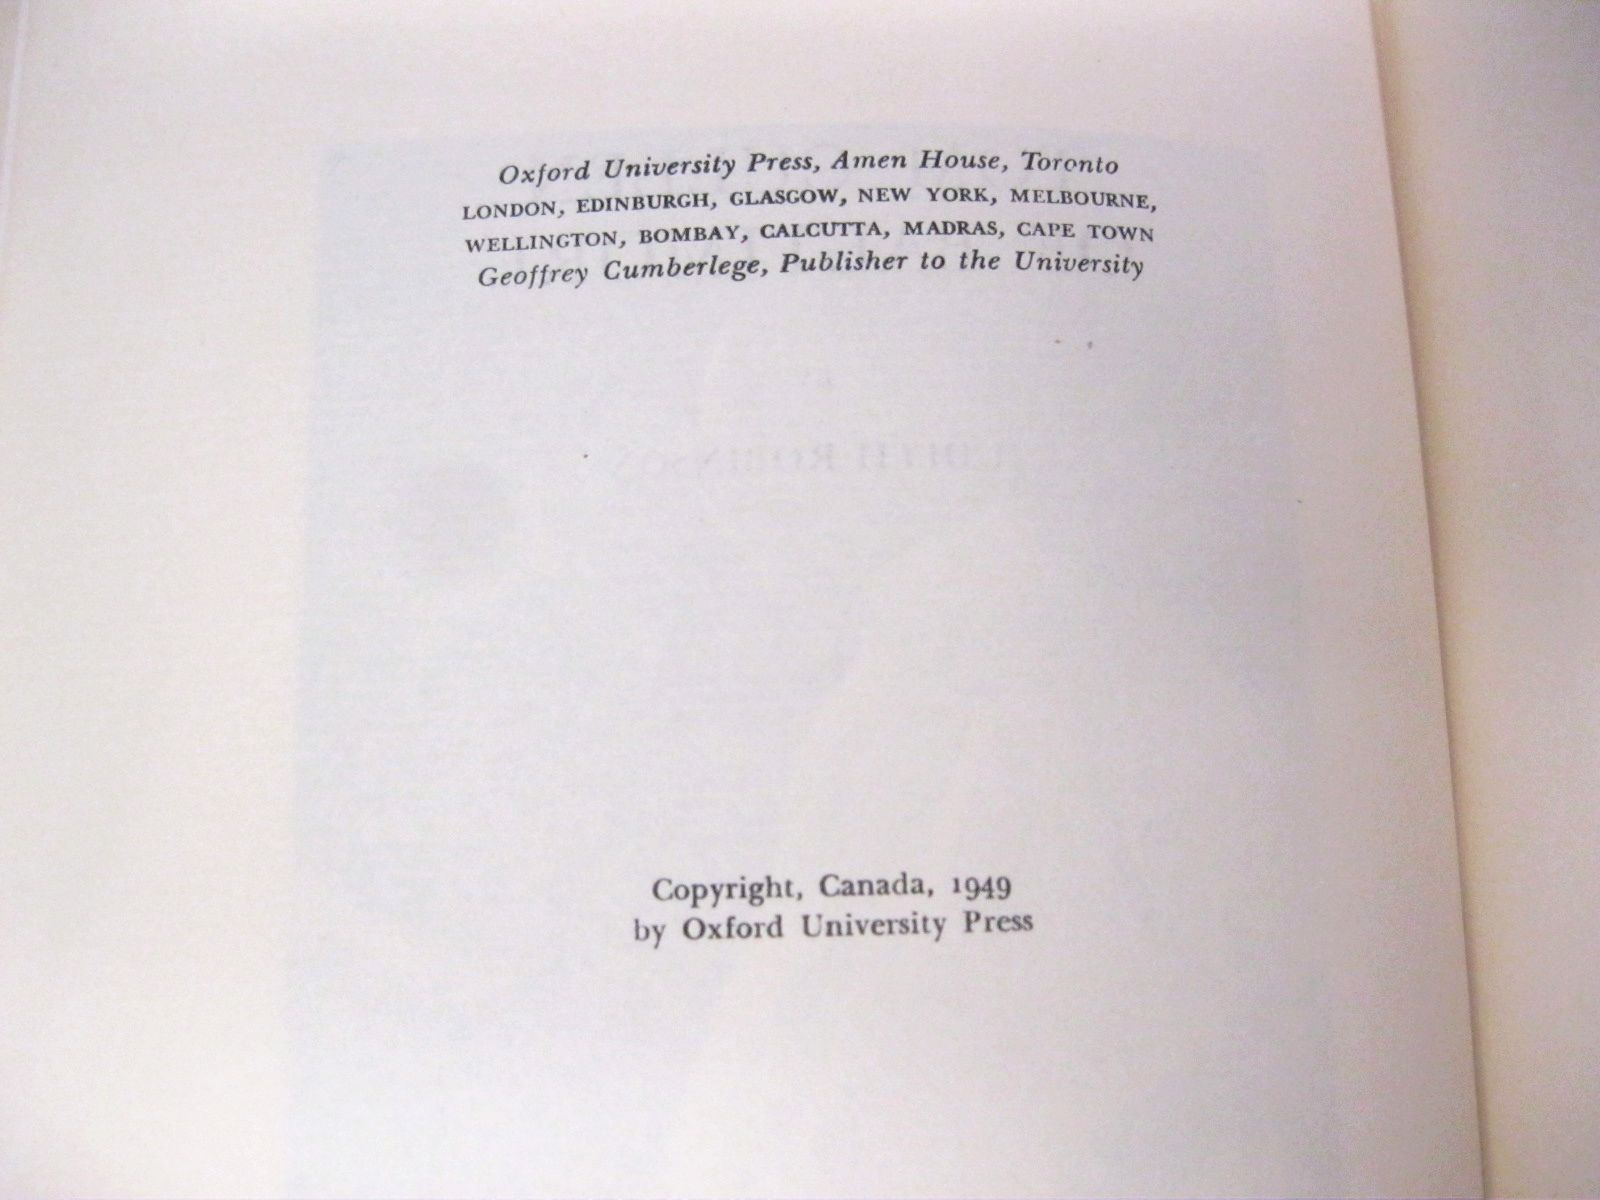 Oxford University Press, Amen House, Toronto
LONDON, EDINBURGH, GLASGOW, NEW YORK, MELBOURNE,
WELLINGTON, BOMBAY, CALCUTTA, MADRAS, CAPE TOWN
Geoffrey Cumberlege, Publisher to the University
Copyright, Canada, 1949
by Oxford University Press